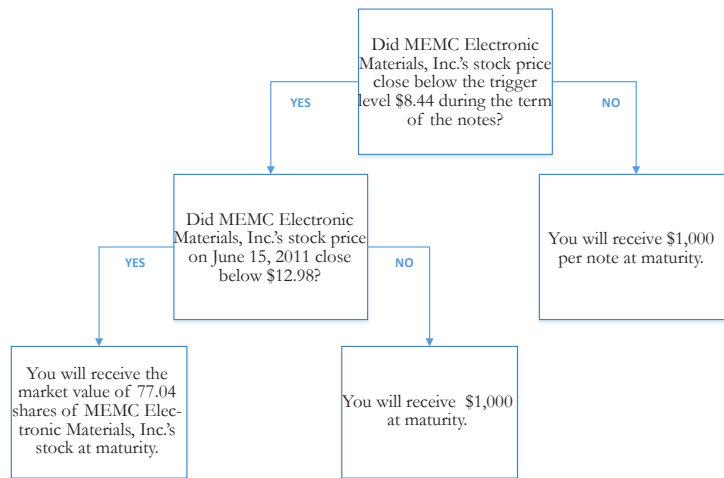 Did MEMC Electronic
Materials, Inc.'s stock price
close below the trigger
level $8.44 during the term
of the notes?
YES
NO
Did MEMC Electronic
Materials, Inc.'s stock price
on June 15, 2011 close
below $12.98?
You will receive $1,000
per note at maturity.
YES
NO
You will receive the
market value of 77.04
shares of MEMC Elec-
tronic Materials, Inc.'s
stock at maturity.
You will receive $1,000
at maturity.